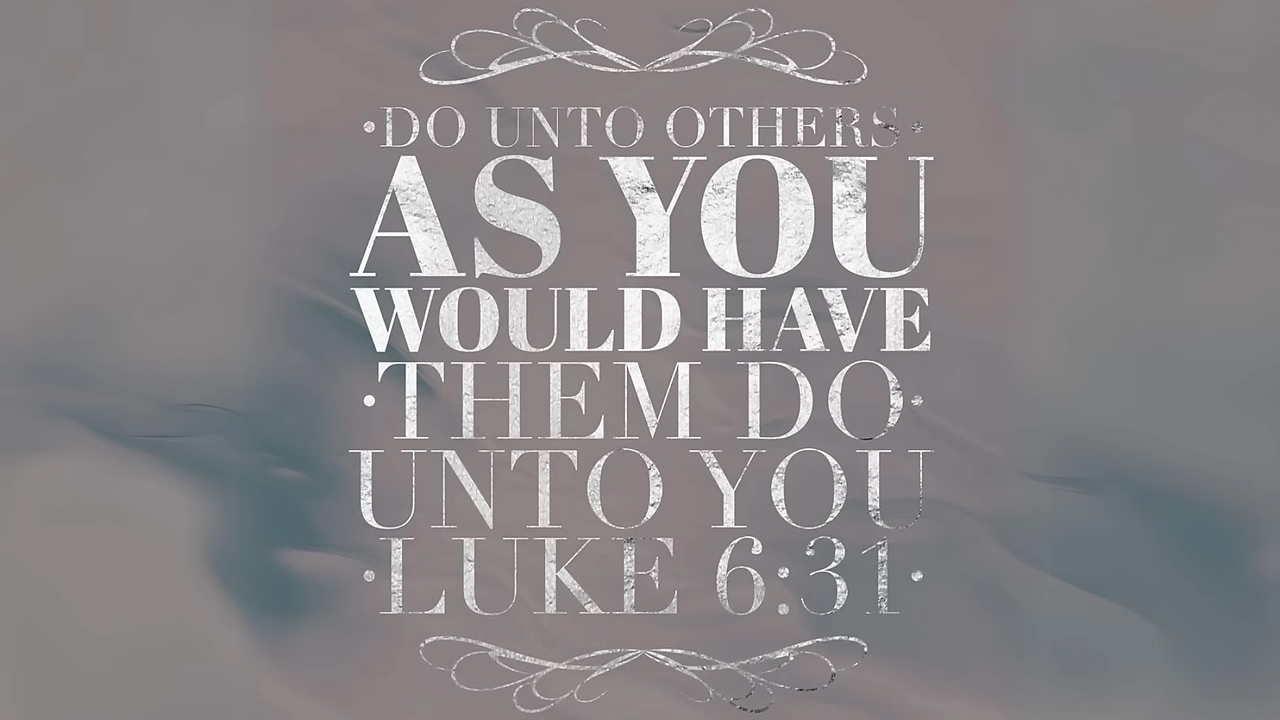 ·DO UNTO OTHERS·
AS YOU
WOULD HAVE
·THEM DO·
UNTO YOU
·LUKE 6:31·